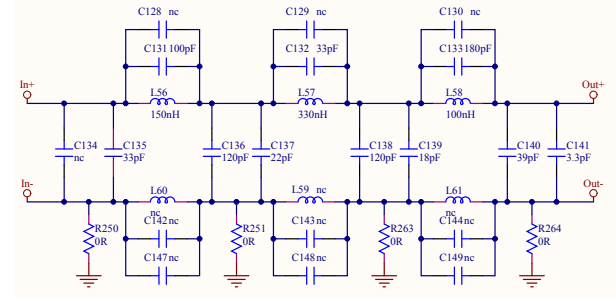 C128 nc
C129 nc
C130 nc
C131 100pF
C132 33pF
C133 180pF
In+
L56
L57
L58
Out+
150nH
330nH
100nH
C134
nc
C135
33pF
C136
120pF
C137
22pF
C138
120pF
C139
18pF
C140
39pF
C141
3.3pF
In-
L60
L59 nc
L61
Out-
nc
nc
R250
0R
C142 nc
R251
0R
C143 nc
R263
0R
C144 nc
R264
0R
C147 nc
C148 nc
C149 nc